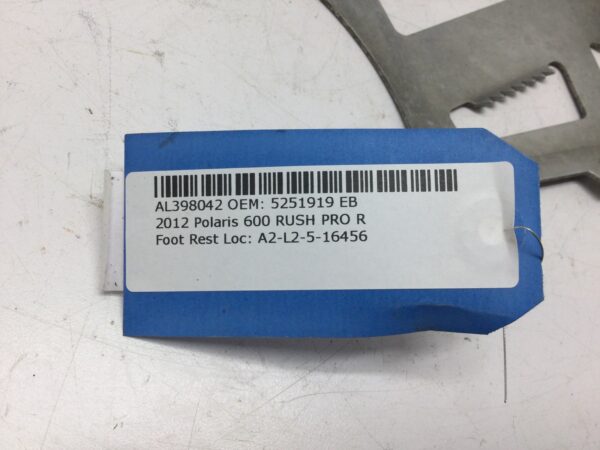 AL398042 OEM: 5251919 EB
2012 Polaris 600 RUSH PRO R
Foot Rest Loc: A2-L2-5-16456